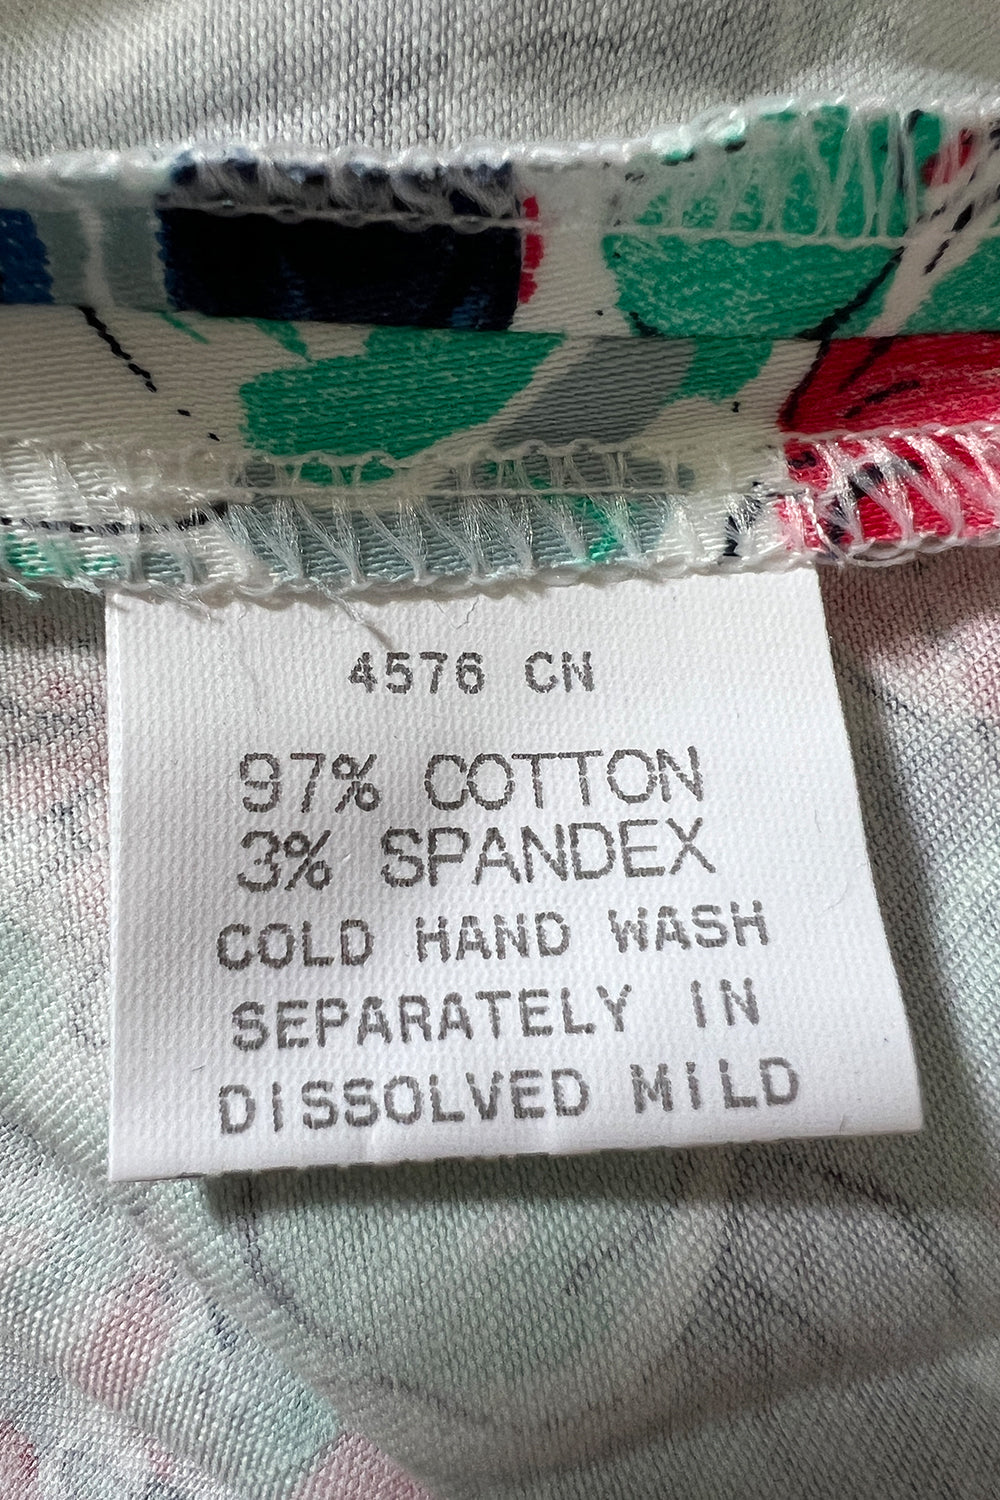 4576 CN
97% COTTON
3% SPANDEX
COLD HAND WASH
SEPARATELY IN
DISSOLVED MILD